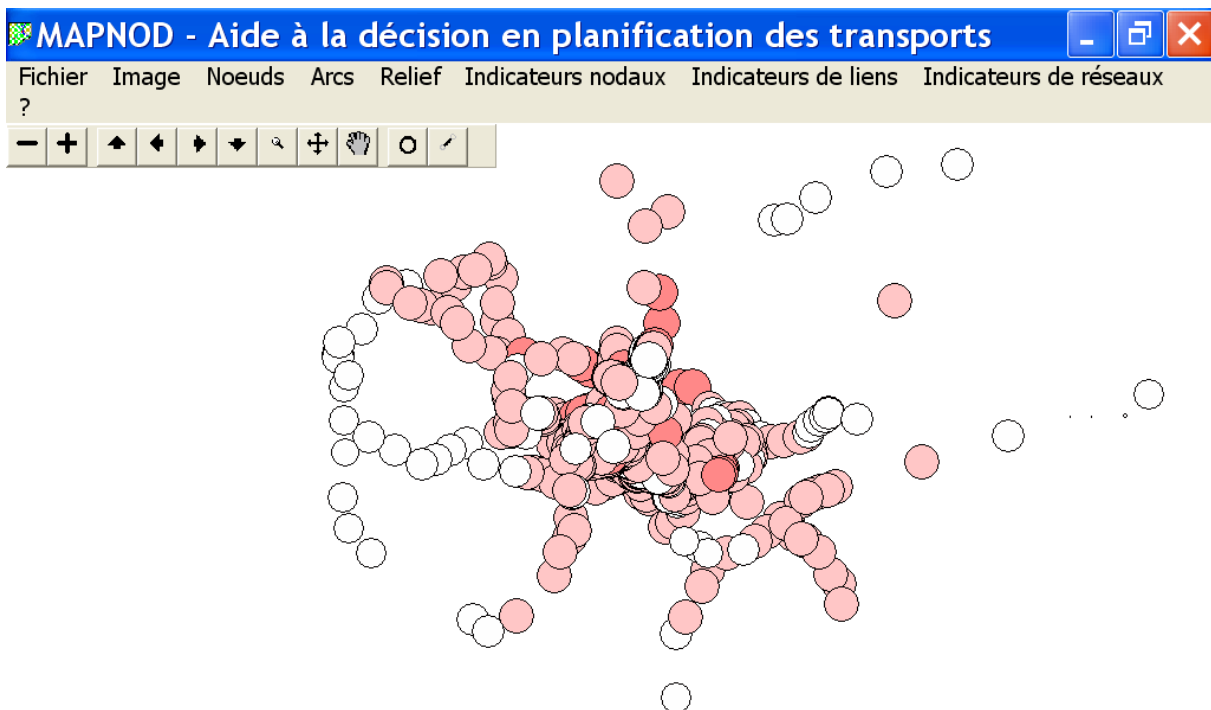 MAPNOD - Aide à la décision en planification des transports
Fichier Image Noeuds Arcs Relief Indicateurs nodaux Indicateurs de liens Indicateurs de réseaux
?